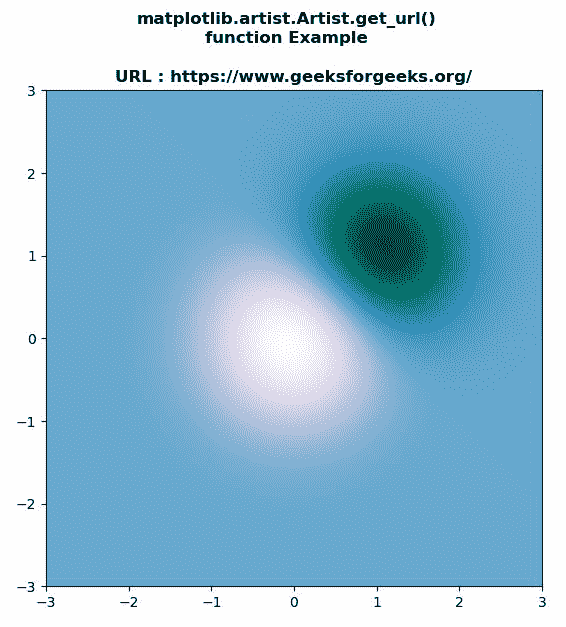 matplotlib.artist.Artist.get_url()
function Example
URL : https://www.geeksforgeeks.org/
3
2
1
0
−1
−2
−3
−3 −2 −1 0 1 2 3